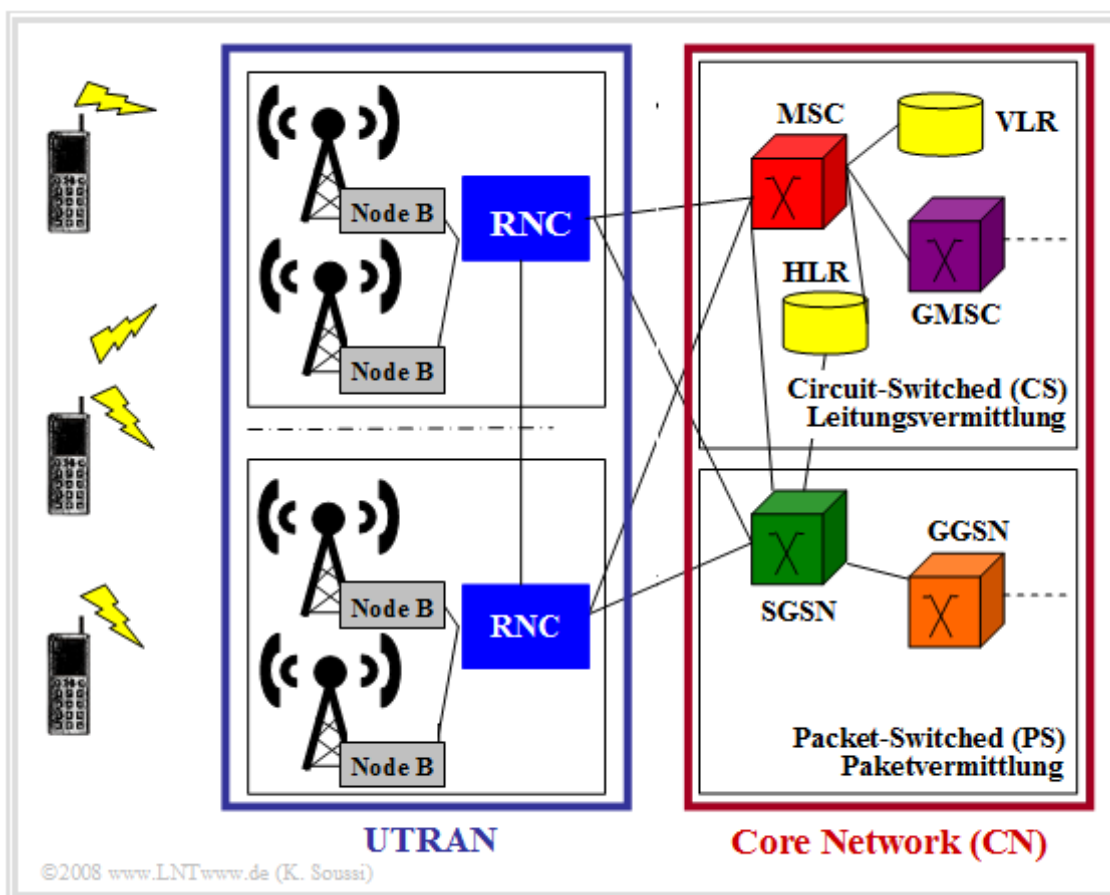 MSC
VLR
Node B
RNC
HLR
GMSC
Node B
Circuit-Switched (CS)
Leitungsvermittlung
GGSN
Node B
RNC
SGSN
Node B
Packet-Switched (PS)
Paketvermittlung
UTRAN
Core Network (CN)
©2008 www.LNTwww.de (K. Soussi)